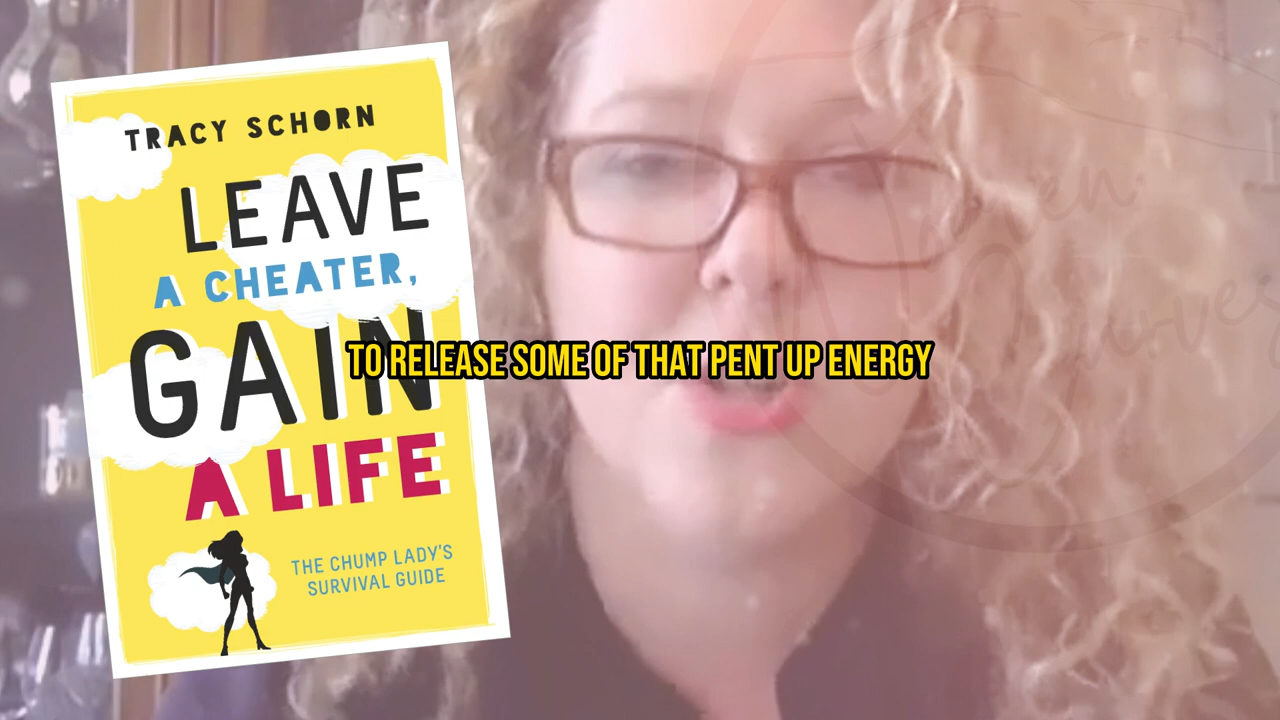 TRACY SCHORN
LEAVE
A CHEATER,
GAIN
A LIFE
THE CHUMP LADY'S
SURVIVAL GUIDE
TO RELEASE SOME OF THAT PENT UP ENERGY